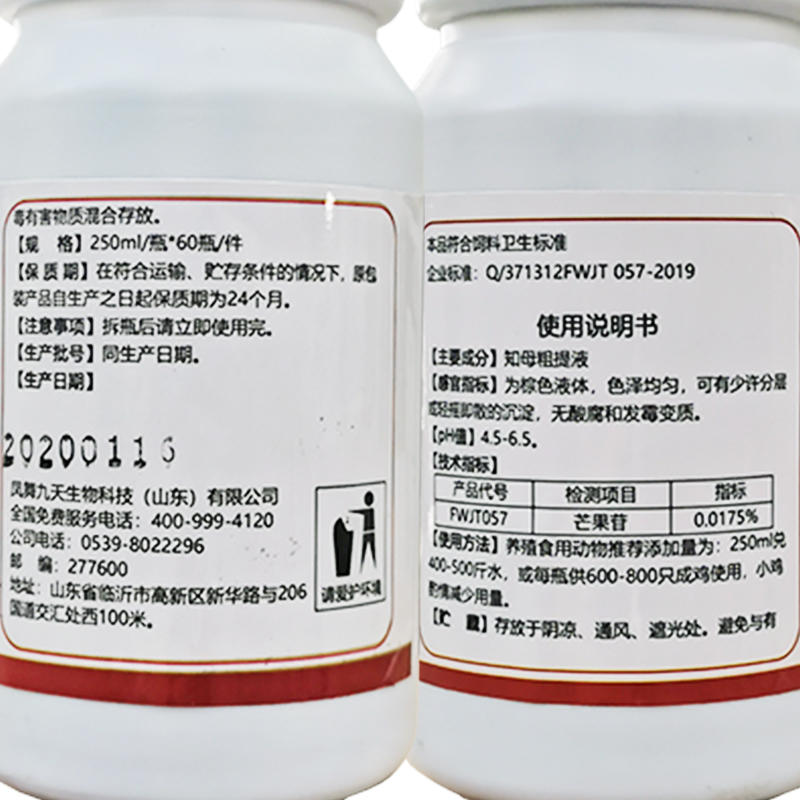 毒有害物质混合存放。
【规 格】250ml/瓶*60瓶/件
【保质期】在符合运输、贮存条件的情况下，原包
装产品自生产之日起保质期为24个月。
【注意事项】拆瓶后请立即使用完。
【生产批号】同生产日期。
【生产日期】
20200116
凤舞九天生物科技（山东）有限公司
全国免费服务电话：400-999-4120
公司电话：0539-8022296
邮 编：277600
地址：山东省临沂市高新区新华路与206
国道交汇处西100米。
请爱护环境
本品符合饲料卫生标准
企业标准：Q/371312FWJT 057-2019
使用说明书
【主要成分】知母粗提液
【感官指标】为棕色液体，色泽均匀，可有少许分层
或轻摇即散的沉淀，无酸腐和发霉变质。
【pH值】4.5-6.5。
【技术指标】
产品代号 检测项目 指标
FWJT057 芒果苷 0.0175%
【使用方法】养殖食用动物推荐添加量为：250ml兑
400-500斤水，或每瓶供600-800只成鸡使用，小鸡
酌情减少用量。
【贮 藏】存放于阴凉、通风、遮光处。避免与有